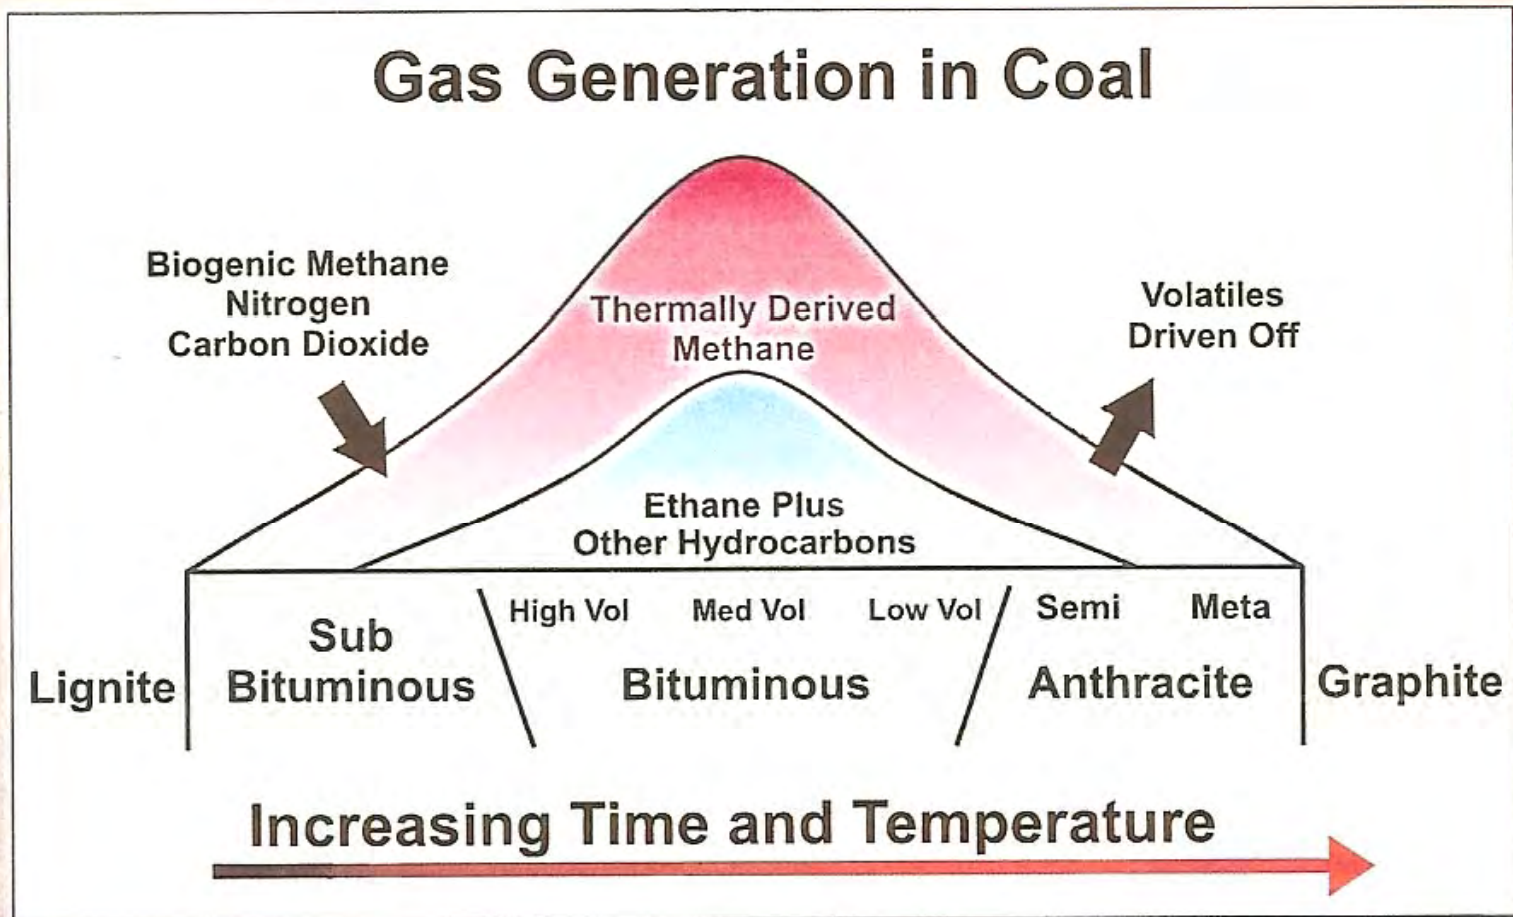 Gas Generation in Coal
Biogenic Methane
Nitrogen
Carbon Dioxide
Thermally Derived
Methane
Volatiles
Driven Off
Ethane Plus
Other Hydrocarbons
High Vol Med Vol Low Vol Semi Meta
Sub
Lignite Bituminous Bituminous Anthracite Graphite
Increasing Time and Temperature